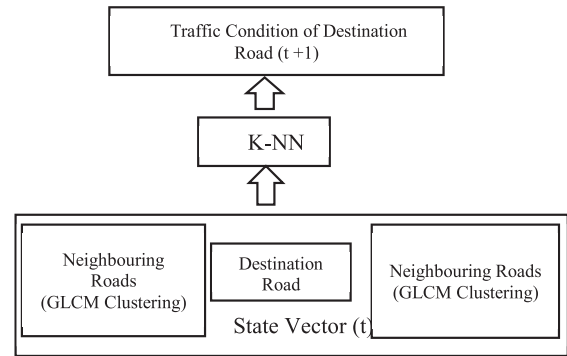 Traffic Condition of Destination
Road (t +1)
K-NN
Neighbouring
Roads
(GLCM Clustering)
Destination
Road
Neighbouring Roads
(GLCM Clustering)
State Vector (t)